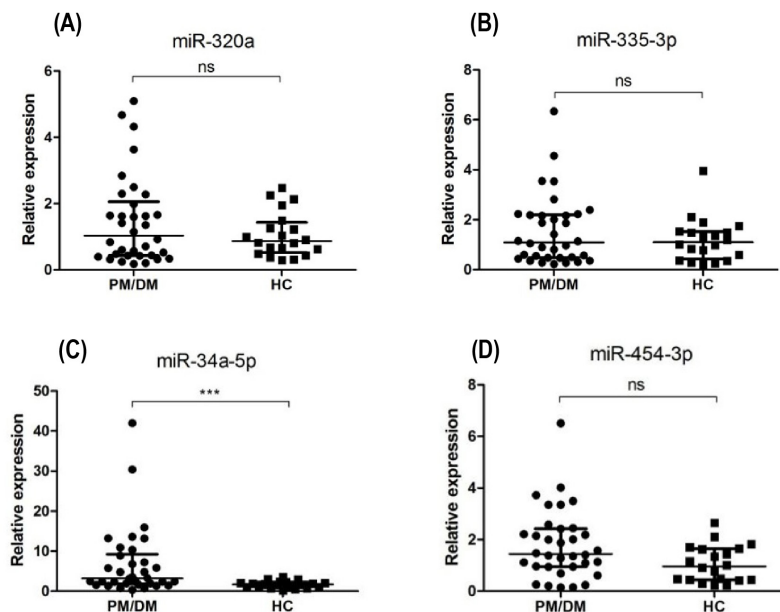 (A)
miR-320a
ns
Relative expression
6
4
2
0
PM/DM HC
(B)
miR-335-3p
ns
Relative expression
8
6
4
2
0
PM/DM HC
(C)
miR-34a-5p
***
Relative expression
50
40
30
20
10
0
PM/DM HC
(D)
miR-454-3p
ns
Relative expression
8
6
4
2
0
PM/DM HC